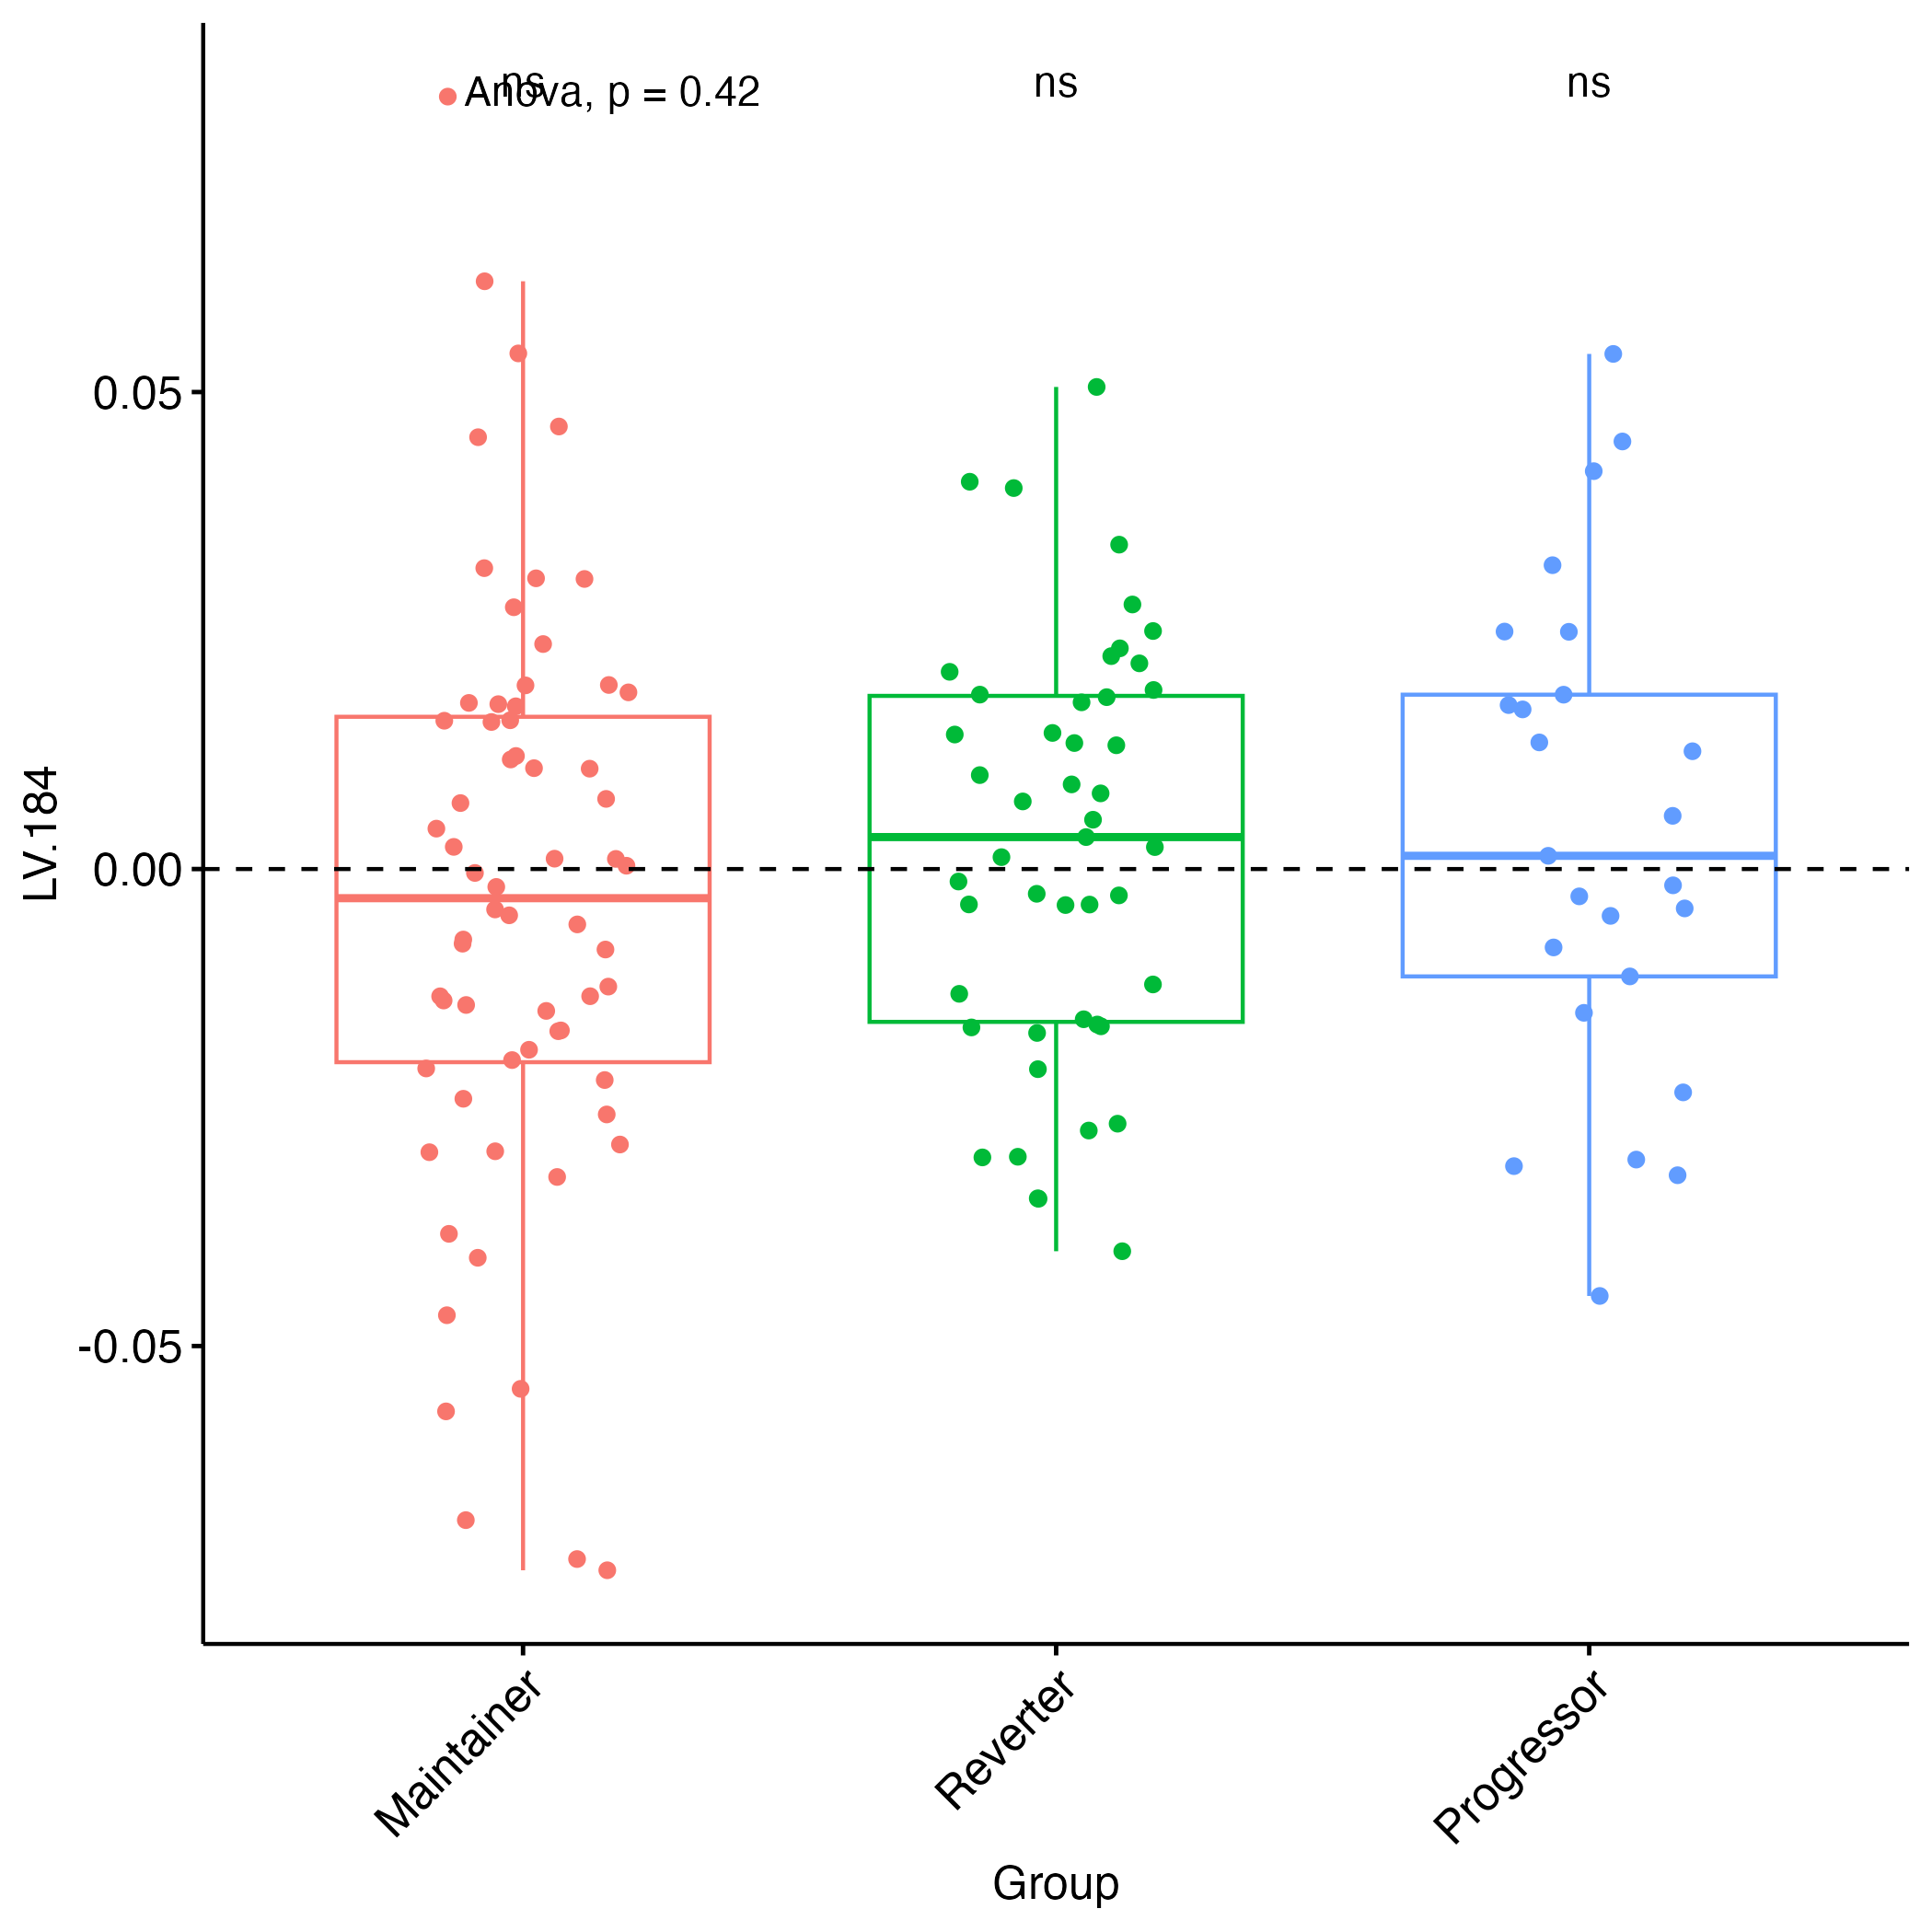 ns
Anova, p = 0.42
ns
ns
LV.184
0.05
0.00
-0.05
Maintainer
Reverter
Progressor
Group